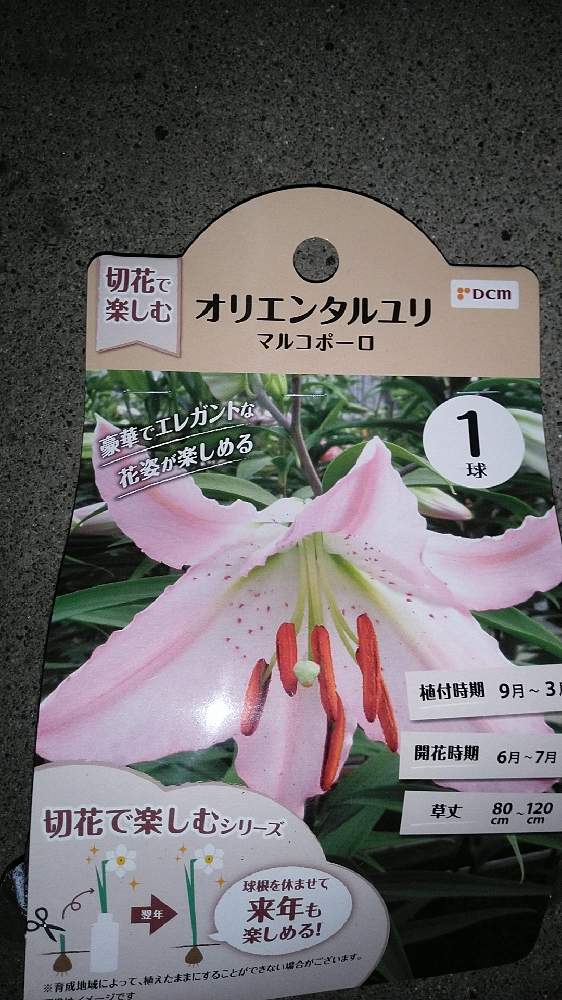 切花で
楽しむ
オリエンタルユリ
マルコポーロ
DCM
豪華でエレガントな
花姿が楽しめる
1
球
植付時期 9月～3月
開花時期 6月～7月
草丈 80cm～120cm
切花で楽しむシリーズ
翌年
球根を休ませて
来年も
楽しめる!
※育成地域によって、植えたままにすることができない場合がございます。